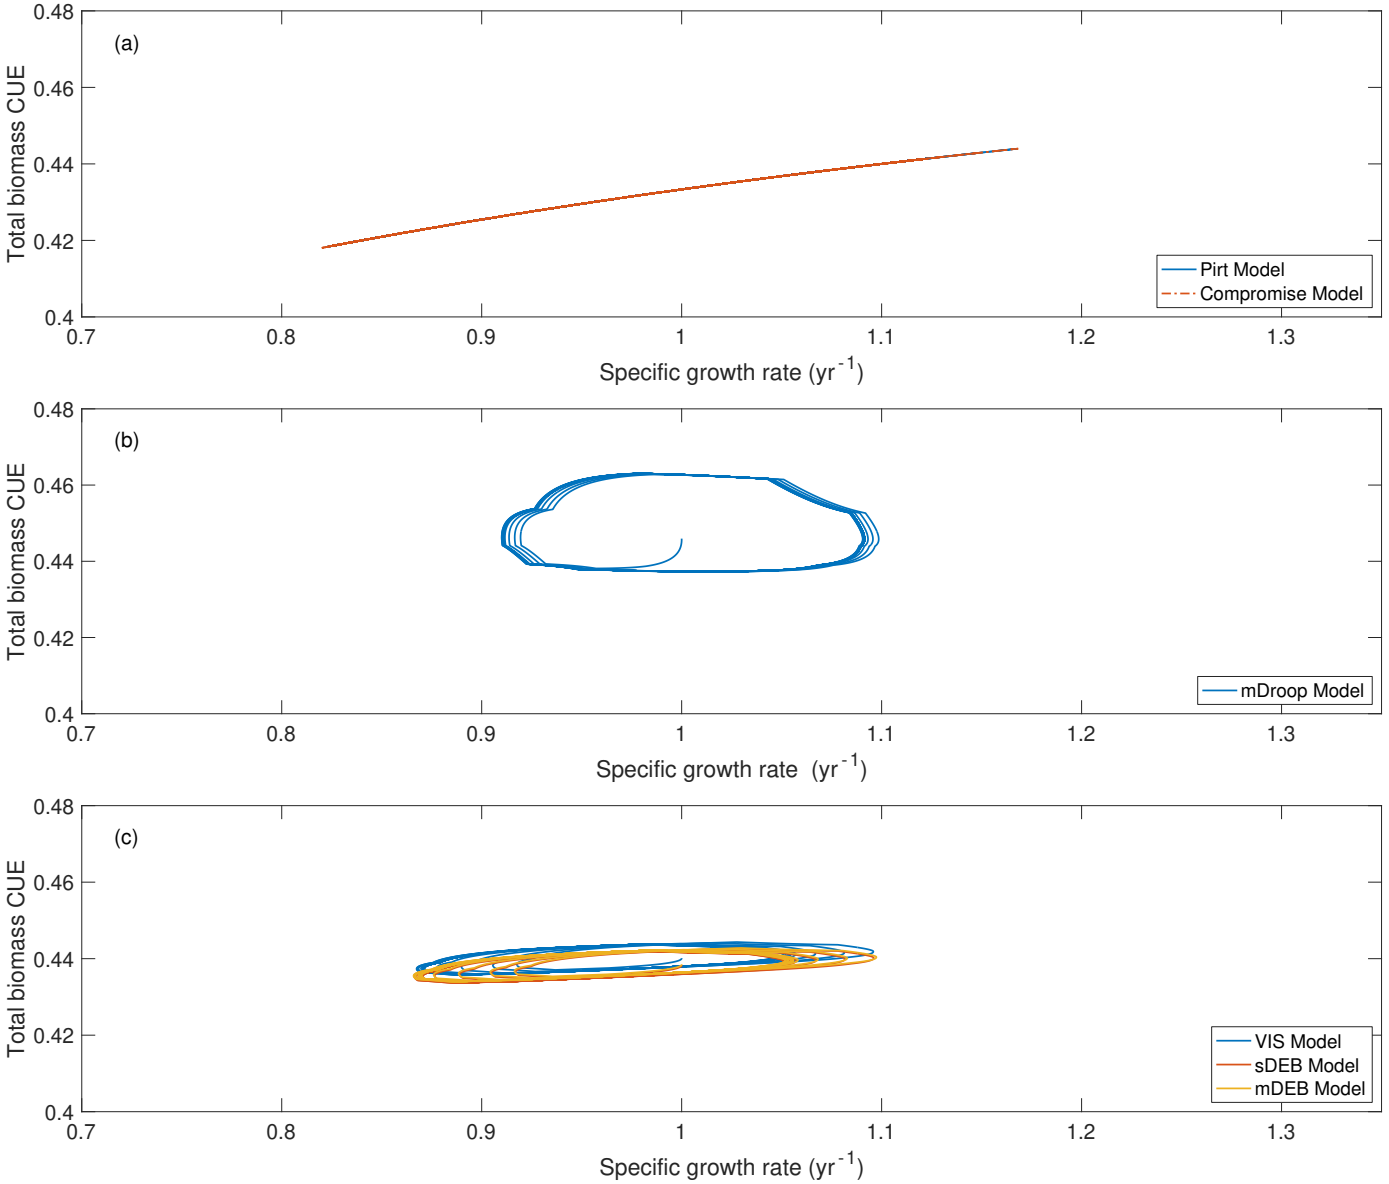 (a)
Total biomass CUE
0.48
0.46
0.44
0.42
0.4
0.7 0.8 0.9 1 1.1 1.2 1.3
Specific growth rate (yr⁻¹)
Pirt Model
Compromise Model
(b)
Total biomass CUE
0.48
0.46
0.44
0.42
0.4
0.7 0.8 0.9 1 1.1 1.2 1.3
Specific growth rate (yr⁻¹)
mDroop Model
(c)
Total biomass CUE
0.48
0.46
0.44
0.42
0.4
0.7 0.8 0.9 1 1.1 1.2 1.3
Specific growth rate (yr⁻¹)
VIS Model
sDEB Model
mDEB Model